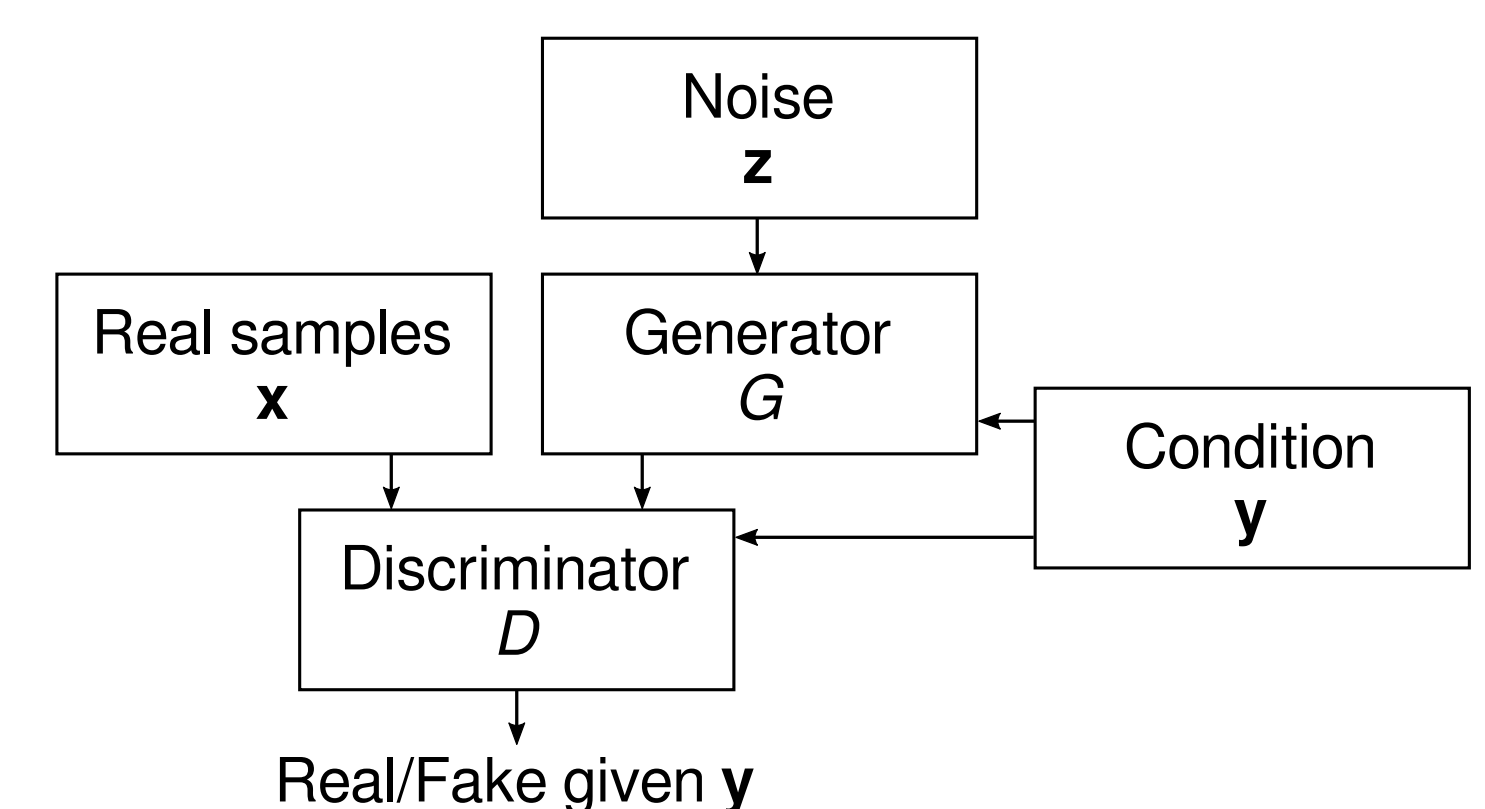 Noise
z
Real samples
x
Generator
G
Condition
y
Discriminator
D
Real/Fake given y